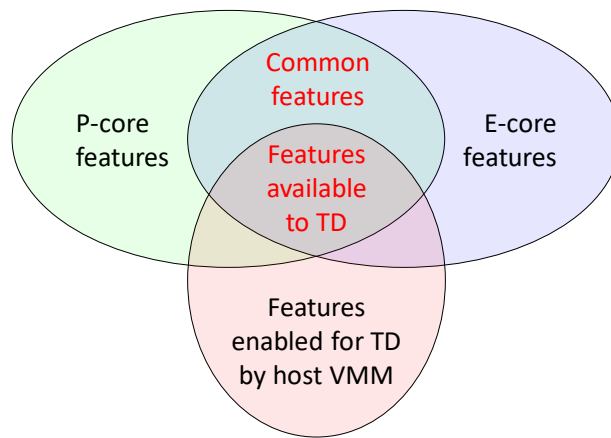 Common
features
P-core
features
E-core
features
Features
available
to TD
Features
enabled for TD
by host VMM